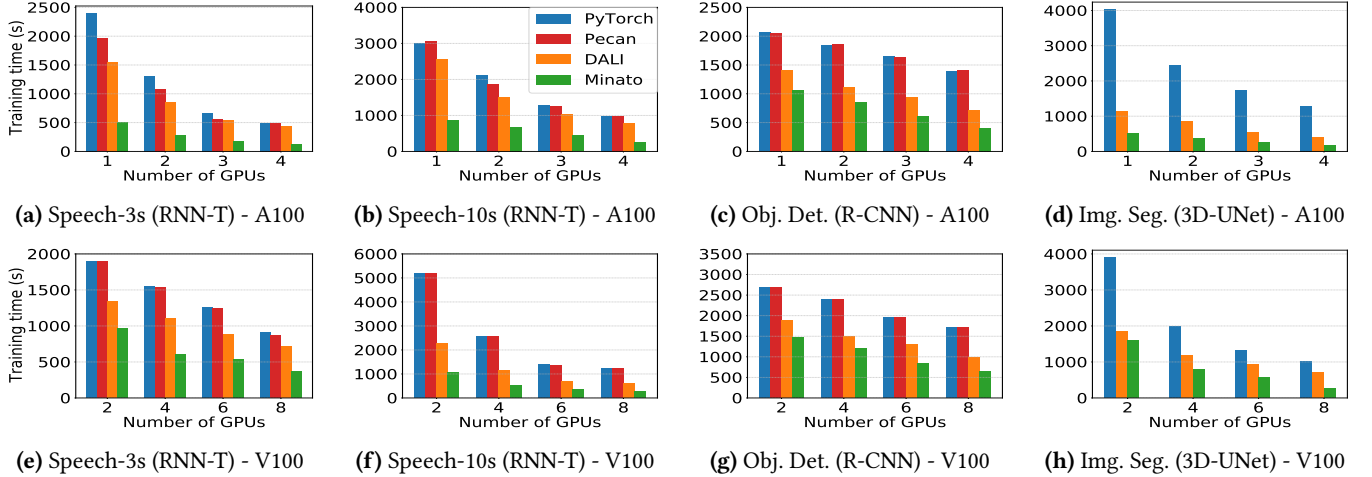 Training time (s)
2500
2000
1500
1000
500
0
1 2 3 4
Number of GPUs
(a) Speech-3s (RNN-T) - A100
4000
3000
2000
1000
0
PyTorch
Pecan
DALI
Minato
1 2 3 4
Number of GPUs
(b) Speech-10s (RNN-T) - A100
2500
2000
1500
1000
500
0
1 2 3 4
Number of GPUs
(c) Obj. Det. (R-CNN) - A100
4000
3000
2000
1000
0
1 2 3 4
Number of GPUs
(d) Img. Seg. (3D-UNet) - A100
Training time (s)
2000
1500
1000
500
0
2 4 6 8
Number of GPUs
(e) Speech-3s (RNN-T) - V100
6000
5000
4000
3000
2000
1000
0
2 4 6 8
Number of GPUs
(f) Speech-10s (RNN-T) - V100
3500
3000
2500
2000
1500
1000
500
0
2 4 6 8
Number of GPUs
(g) Obj. Det. (R-CNN) - V100
4000
3000
2000
1000
0
2 4 6 8
Number of GPUs
(h) Img. Seg. (3D-UNet) - V100